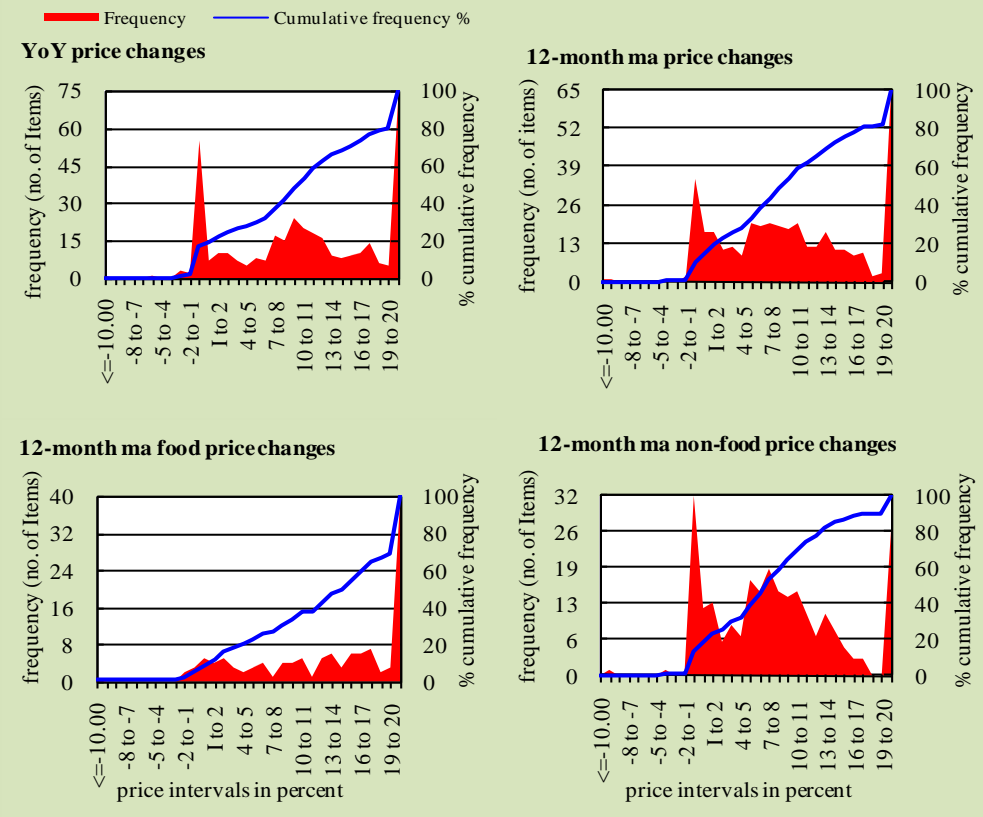 Frequency Cumulative frequency %
YoY price changes
frequency (no. of Items)
75
60
45
30
15
0
100
80
60
40
20
0
% cumulative frequency
<=-10.00
-8 to -7
-5 to -4
-2 to -1
I to 2
4 to 5
7 to 8
10 to 11
13 to 14
16 to 17
19 to 20
12-month ma price changes
frequency (no. of items)
65
52
39
26
13
0
100
80
60
40
20
0
% cumulative frequency
<=-10.00
-8 to -7
-5 to -4
-2 to -1
I to 2
4 to 5
7 to 8
10 to 11
13 to 14
16 to 17
19 to 20
12-month ma food price changes
frequency (no. of Items)
40
32
24
16
8
0
100
80
60
40
20
0
% cumulative frequency
<=-10.00
-8 to -7
-5 to -4
-2 to -1
I to 2
4 to 5
7 to 8
10 to 11
13 to 14
16 to 17
19 to 20
price intervals in percent
12-month ma non-food price changes
frequency (no. of Items)
32
26
19
13
6
0
100
80
60
40
20
0
% cumulative frequency
<=-10.00
-8 to -7
-5 to -4
-2 to -1
I to 2
4 to 5
7 to 8
10 to 11
13 to 14
16 to 17
19 to 20
price intervals in percent